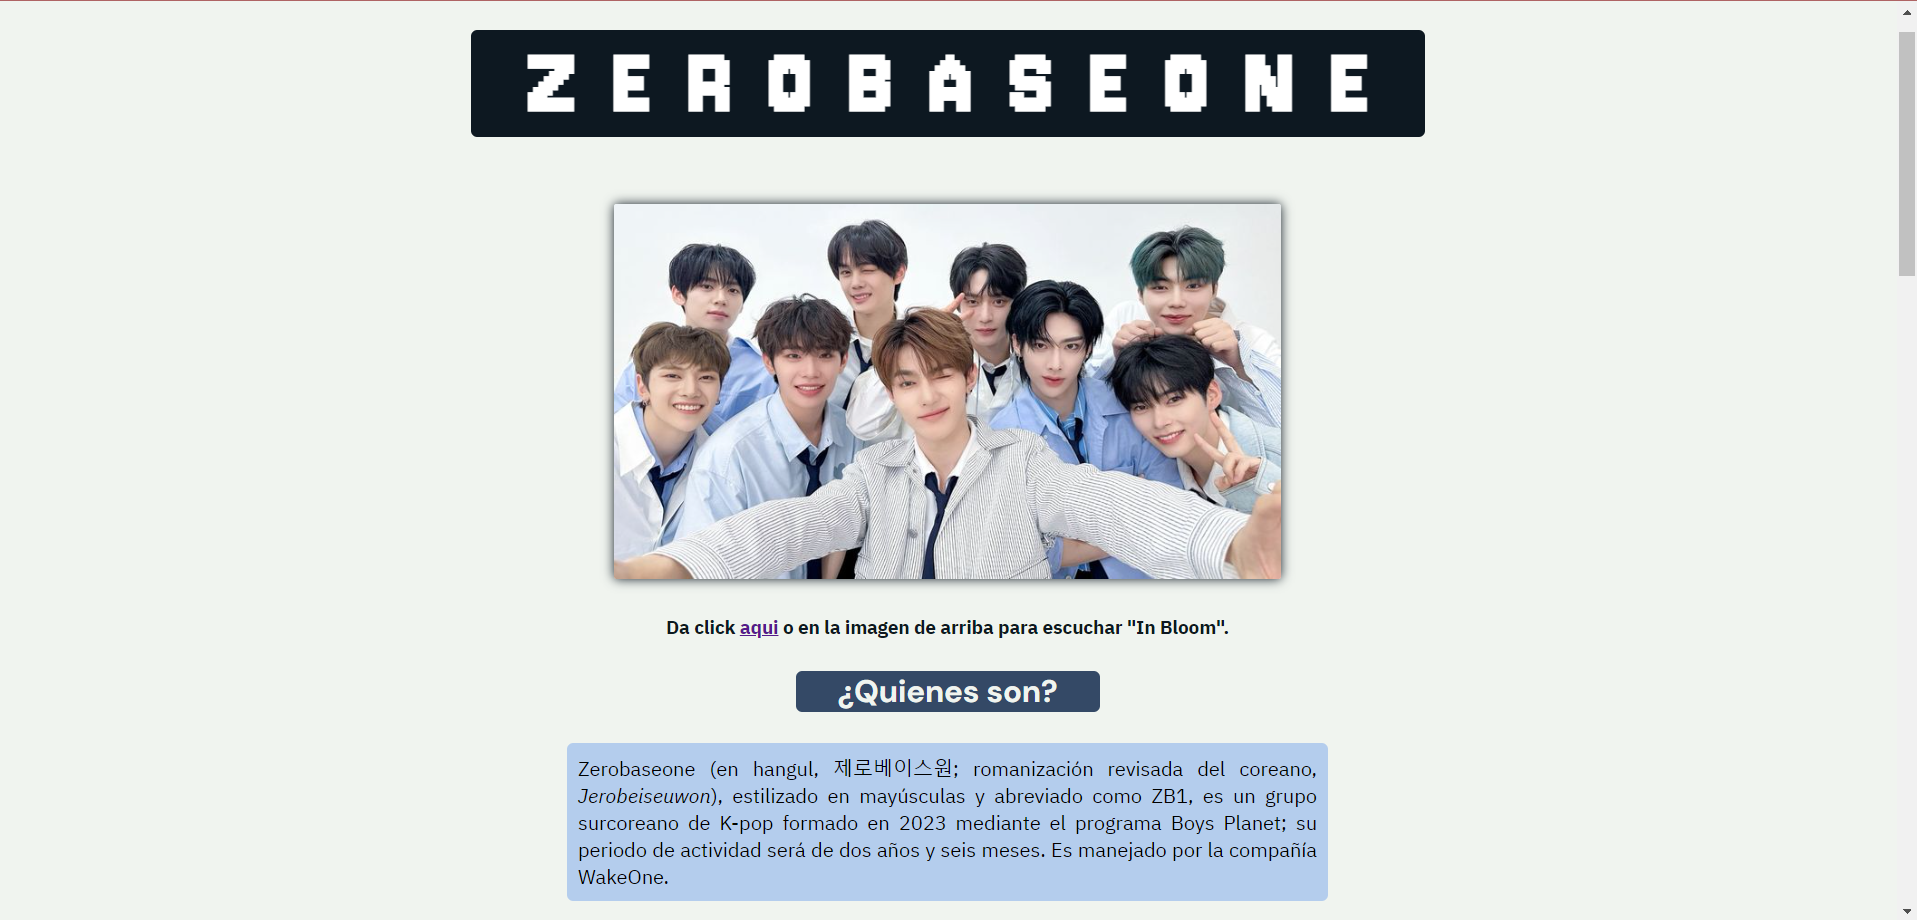 ZEROBASEONE
Da click aqui o en la imagen de arriba para escuchar "In Bloom".
¿Quienes son?
Zerobaseone (en hangul, 제로베이스원; romanización revisada del coreano,
Jerobeiseuwon), estilizado en mayúsculas y abreviado como ZB1, es un grupo
surcoreano de K-pop formado en 2023 mediante el programa Boys Planet; su
periodo de actividad será de dos años y seis meses. Es manejado por la compañía
WakeOne.